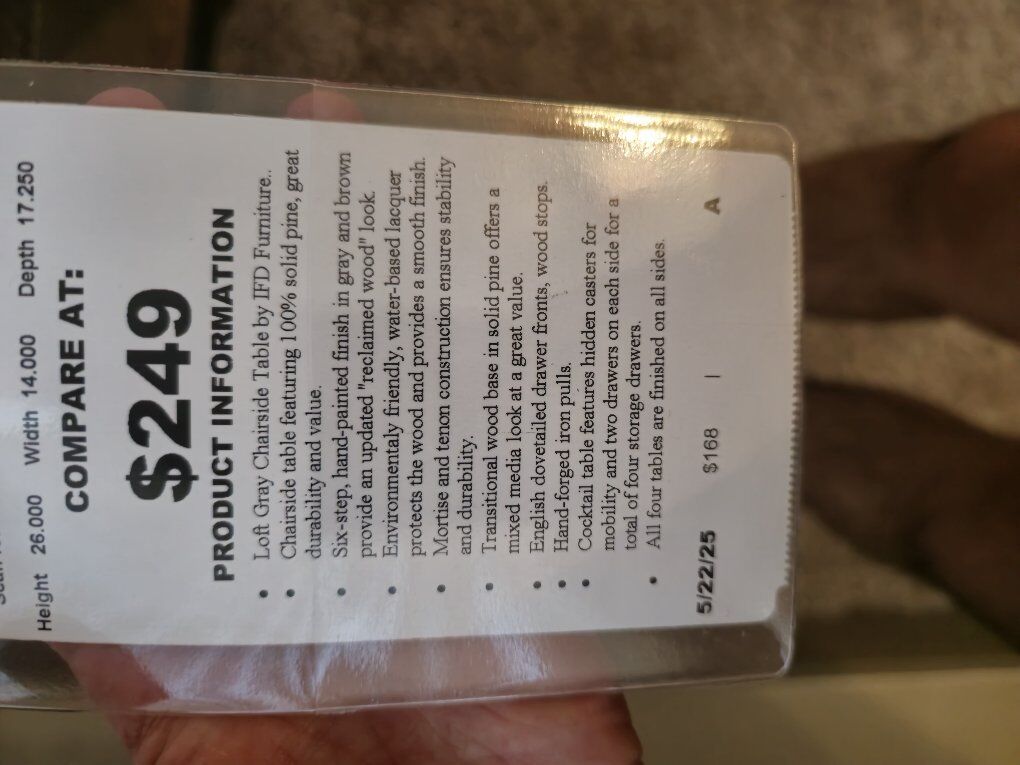 Height 26.000 Width 14.000 Depth 17.250
COMPARE AT:
$249
PRODUCT INFORMATION
• Loft Gray Chairside Table by IFD Furniture..
• Chairside table featuring 100% solid pine, great
durability and value.
• Six-step, hand-painted finish in gray and brown
provide an updated "reclaimed wood" look.
• Environmentaly friendly, water-based lacquer
protects the wood and provides a smooth finish.
• Mortise and tenon construction ensures stability
and durability.
• Transitional wood base in solid pine offers a
mixed media look at a great value.
• English dovetailed drawer fronts, wood stops.
• Hand-forged iron pulls.
• Cocktail table features hidden casters for
mobility and two drawers on each side for a
total of four storage drawers.
• All four tables are finished on all sides.
5/22/25 $168 | A